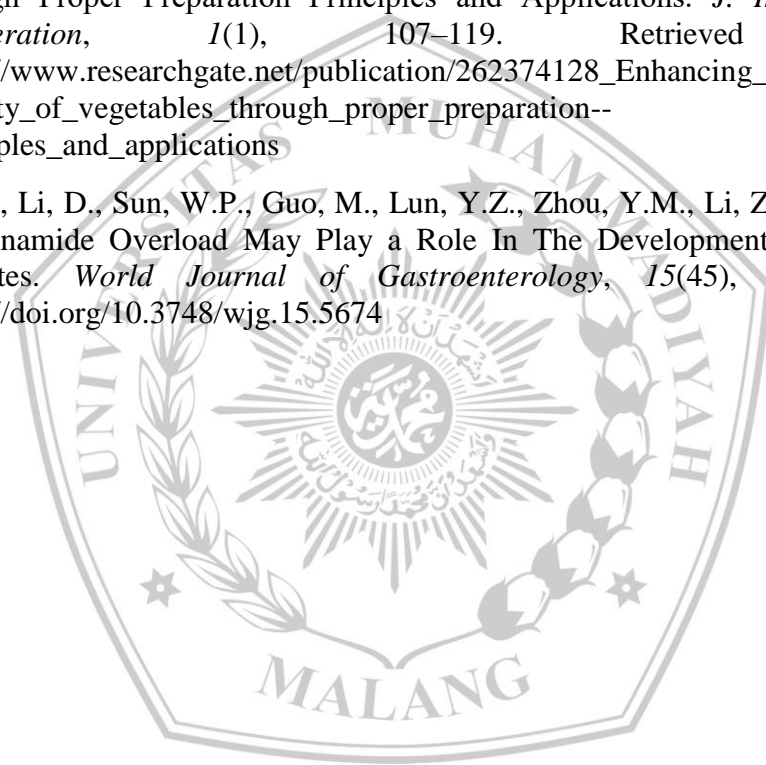 gh Proper Preparation Principles and Applications. J. I
eration, 1(1), 107–119. Retrieved
//www.researchgate.net/publication/262374128_Enhancing_
ty_of_vegetables_through_proper_preparation--
ples_and_applications
, Li, D., Sun, W.P., Guo, M., Lun, Y.Z., Zhou, Y.M., Li, Z
namide Overload May Play a Role In The Development
tes. World Journal of Gastroenterology, 15(45),
//doi.org/10.3748/wjg.15.5674
UNIVERSITAS MUHAMMADIYAH
MALANG